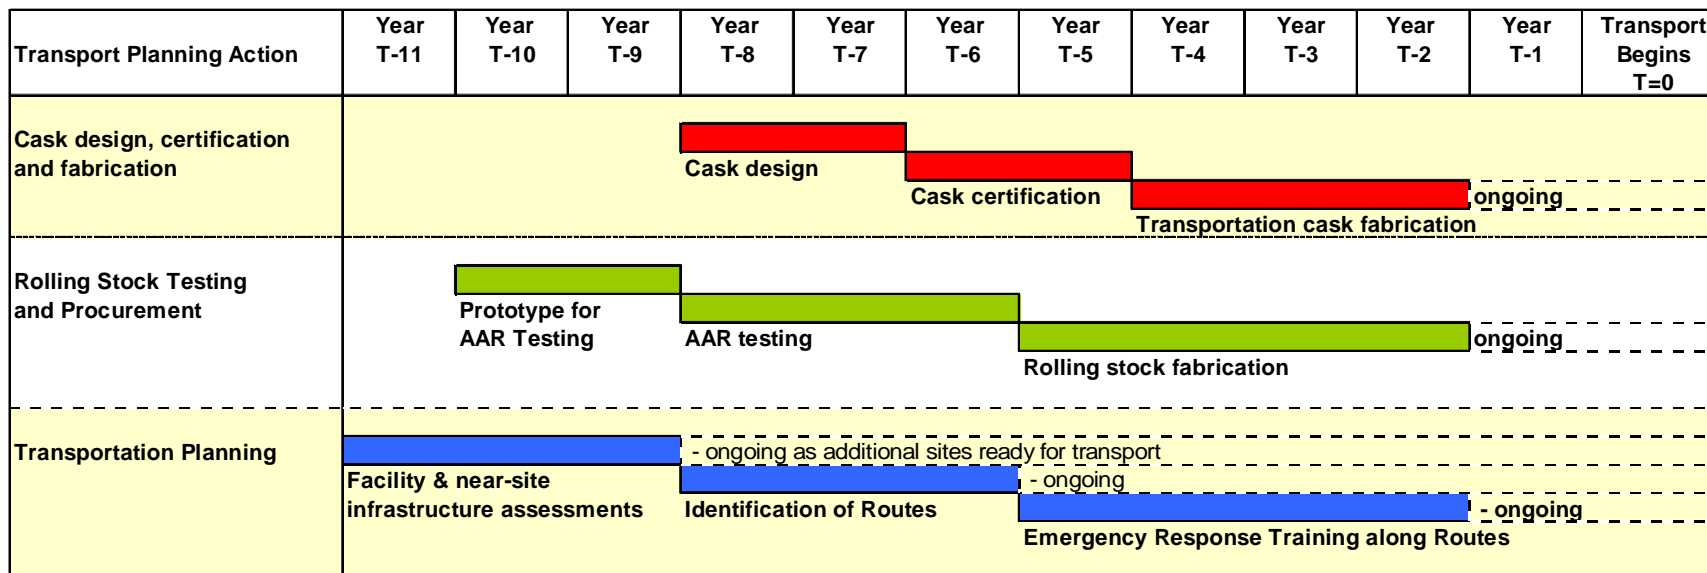 Transport Planning Action
Year
T-11
Year
T-10
Year
T-9
Year
T-8
Year
T-7
Year
T-6
Year
T-5
Year
T-4
Year
T-3
Year
T-2
Year
T-1
Transport
Begins
T=0
Cask design, certification
and fabrication
Cask design
Cask certification
ongoing
Transportation cask fabrication
Rolling Stock Testing
and Procurement
Prototype for
AAR Testing
AAR testing
ongoing
Rolling stock fabrication
Transportation Planning
- ongoing as additional sites ready for transport
Facility & near-site
infrastructure assessments
- ongoing
Identification of Routes
- ongoing
Emergency Response Training along Routes